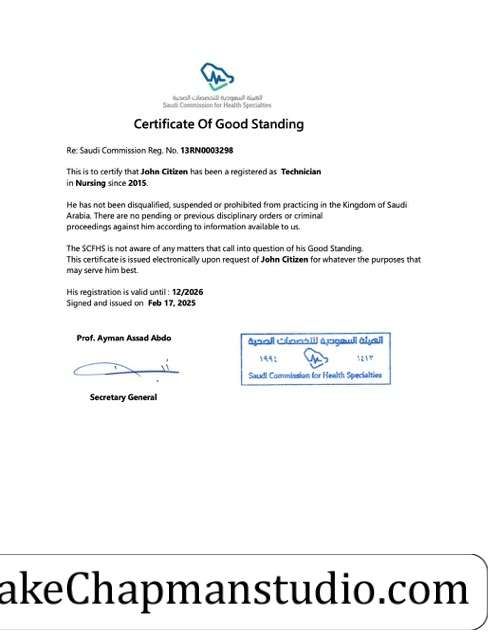 الهيئة السعودية للتخصصات الصحية
Saudi Commission for Health Specialties
Certificate Of Good Standing
Re: Saudi Commission Reg. No. 13RN0003298
This is to certify that John Citizen has been a registered as Technician
in Nursing since 2015.
He has not been disqualified, suspended or prohibited from practicing in the Kingdom of Saudi
Arabia. There are no pending or previous disciplinary orders or criminal
proceedings against him according to information available to us.
The SCFHS is not aware of any matters that call into question of his Good Standing.
This certificate is issued electronically upon request of John Citizen for whatever the purposes that
may serve him best.
His registration is valid until : 12/2026
Signed and issued on Feb 17, 2025
Prof. Ayman Assad Abdo
Secretary General
الهيئة السعودية للتخصصات الصحية
١٩٩٤ ١٤١٣
Saudi Commission for Health Specialties
akeChapmanstudio.com